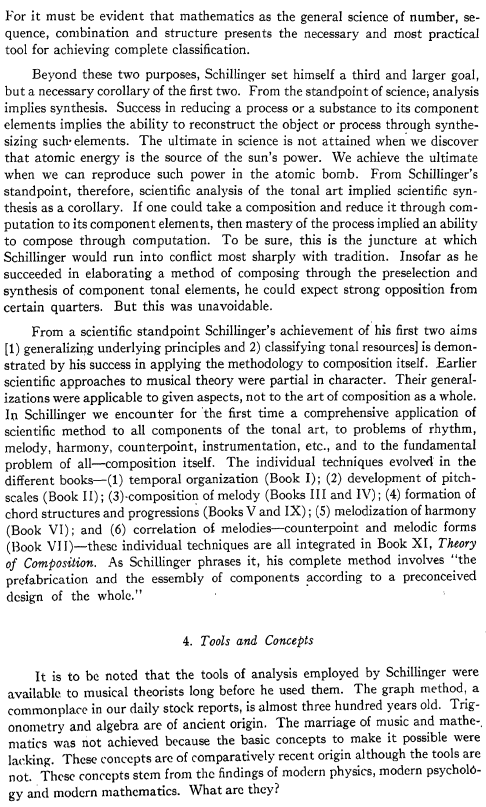 For it must be evident that mathematics as the general science of number, se-
quence, combination and structure presents the necessary and most practical
tool for achieving complete classification.
Beyond these two purposes, Schillinger set himself a third and larger goal,
but a necessary corollary of the first two. From the standpoint of science, analysis
implies synthesis. Success in reducing a process or a substance to its component
elements implies the ability to reconstruct the object or process through synthe-
sizing such elements. The ultimate in science is not attained when we discover
that atomic energy is the source of the sun's power. We achieve the ultimate
when we can reproduce such power in the atomic bomb. From Schillinger's
standpoint, therefore, scientific analysis of the tonal art implied scientific syn-
thesis as a corollary. If one could take a composition and reduce it through com-
putation to its component elements, then mastery of the process implied an ability
to compose through computation. To be sure, this is the juncture at which
Schillinger would run into conflict most sharply with tradition. Insofar as he
succeeded in elaborating a method of composing through the preselection and
synthesis of component tonal elements, he could expect strong opposition from
certain quarters. But this was unavoidable.
From a scientific standpoint Schillinger's achievement of his first two aims
[1) generalizing underlying principles and 2) classifying tonal resources] is demon-
strated by his success in applying the methodology to composition itself. Earlier
scientific approaches to musical theory were partial in character. Their general-
izations were applicable to given aspects, not to the art of composition as a whole.
In Schillinger we encounter for the first time a comprehensive application of
scientific method to all components of the tonal art, to problems of rhythm,
melody, harmony, counterpoint, instrumentation, etc., and to the fundamental
problem of all—composition itself. The individual techniques evolved in the
different books—(1) temporal organization (Book I); (2) development of pitch-
scales (Book II); (3) composition of melody (Books III and IV); (4) formation of
chord structures and progressions (Books V and IX); (5) melodization of harmony
(Book VI); and (6) correlation of melodies—counterpoint and melodic forms
(Book VII)—these individual techniques are all integrated in Book XI, Theory
of Composition. As Schillinger phrases it, his complete method involves "the
prefabrication and the essembly of components according to a preconceived
design of the whole."
4. Tools and Concepts
It is to be noted that the tools of analysis employed by Schillinger were
available to musical theorists long before he used them. The graph method, a
commonplace in our daily stock reports, is almost three hundred years old. Trig-
onometry and algebra are of ancient origin. The marriage of music and mathe-
matics was not achieved because the basic concepts to make it possible were
lacking. These concepts are of comparatively recent origin although the tools are
not. These concepts stem from the findings of modern physics, modern psycholo-
gy and modern mathematics. What are they?